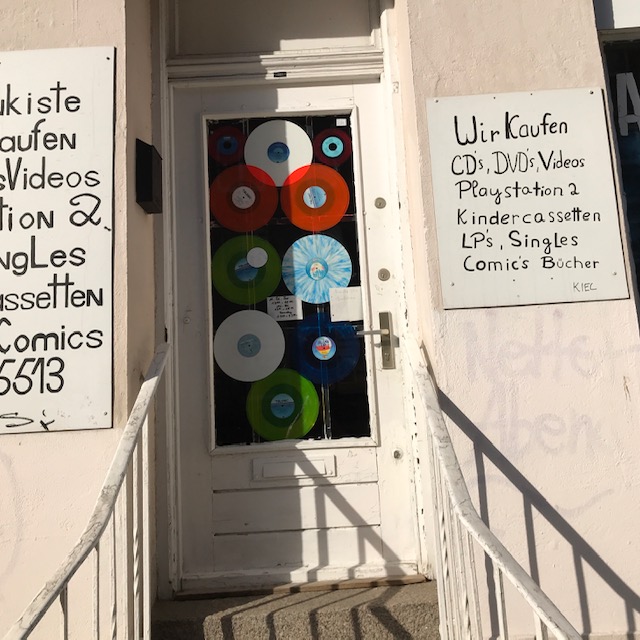 ukiste
aufen
sVideos
tion 2
ngles
assetten
Comics
5513
Wir Kaufen
CDs, DVD's, Videos
Playstation 2
Kindercassetten
LP's, Singles
Comic's Bücher
KIEL